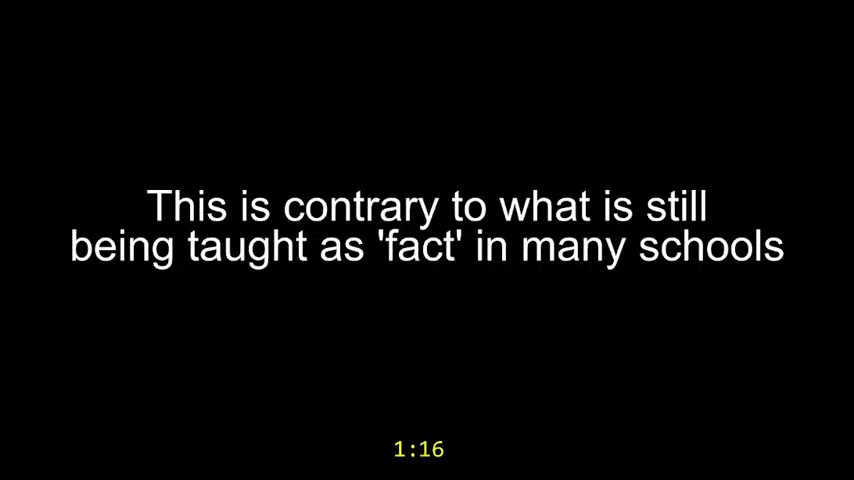 This is contrary to what is still
being taught as 'fact' in many schools
1:16